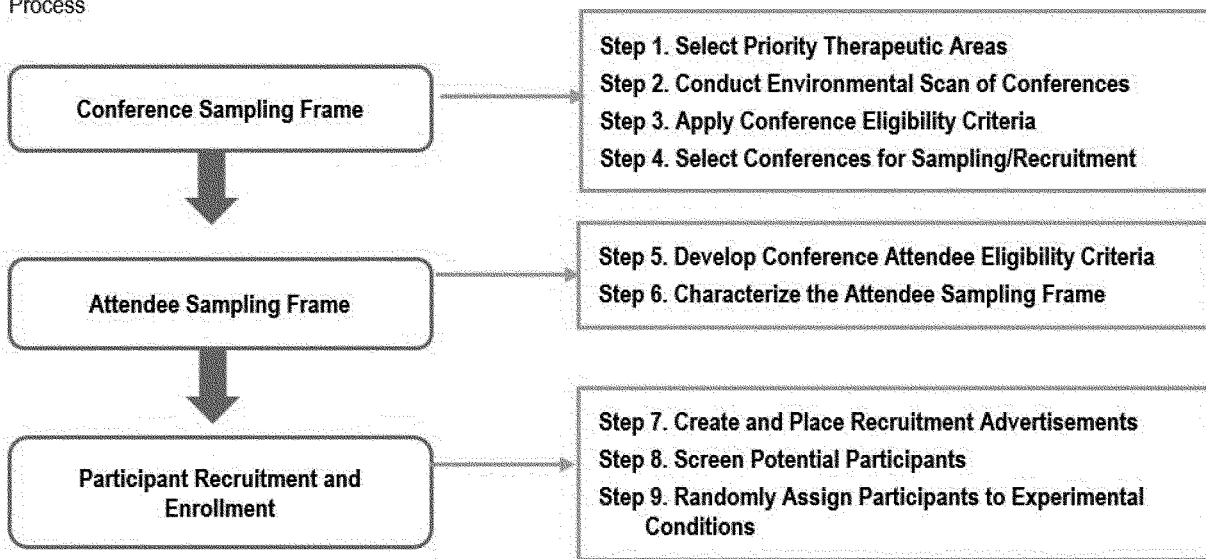 Process
Conference Sampling Frame
Step 1. Select Priority Therapeutic Areas
Step 2. Conduct Environmental Scan of Conferences
Step 3. Apply Conference Eligibility Criteria
Step 4. Select Conferences for Sampling/Recruitment
Attendee Sampling Frame
Step 5. Develop Conference Attendee Eligibility Criteria
Step 6. Characterize the Attendee Sampling Frame
Participant Recruitment and
Enrollment
Step 7. Create and Place Recruitment Advertisements
Step 8. Screen Potential Participants
Step 9. Randomly Assign Participants to Experimental
Conditions